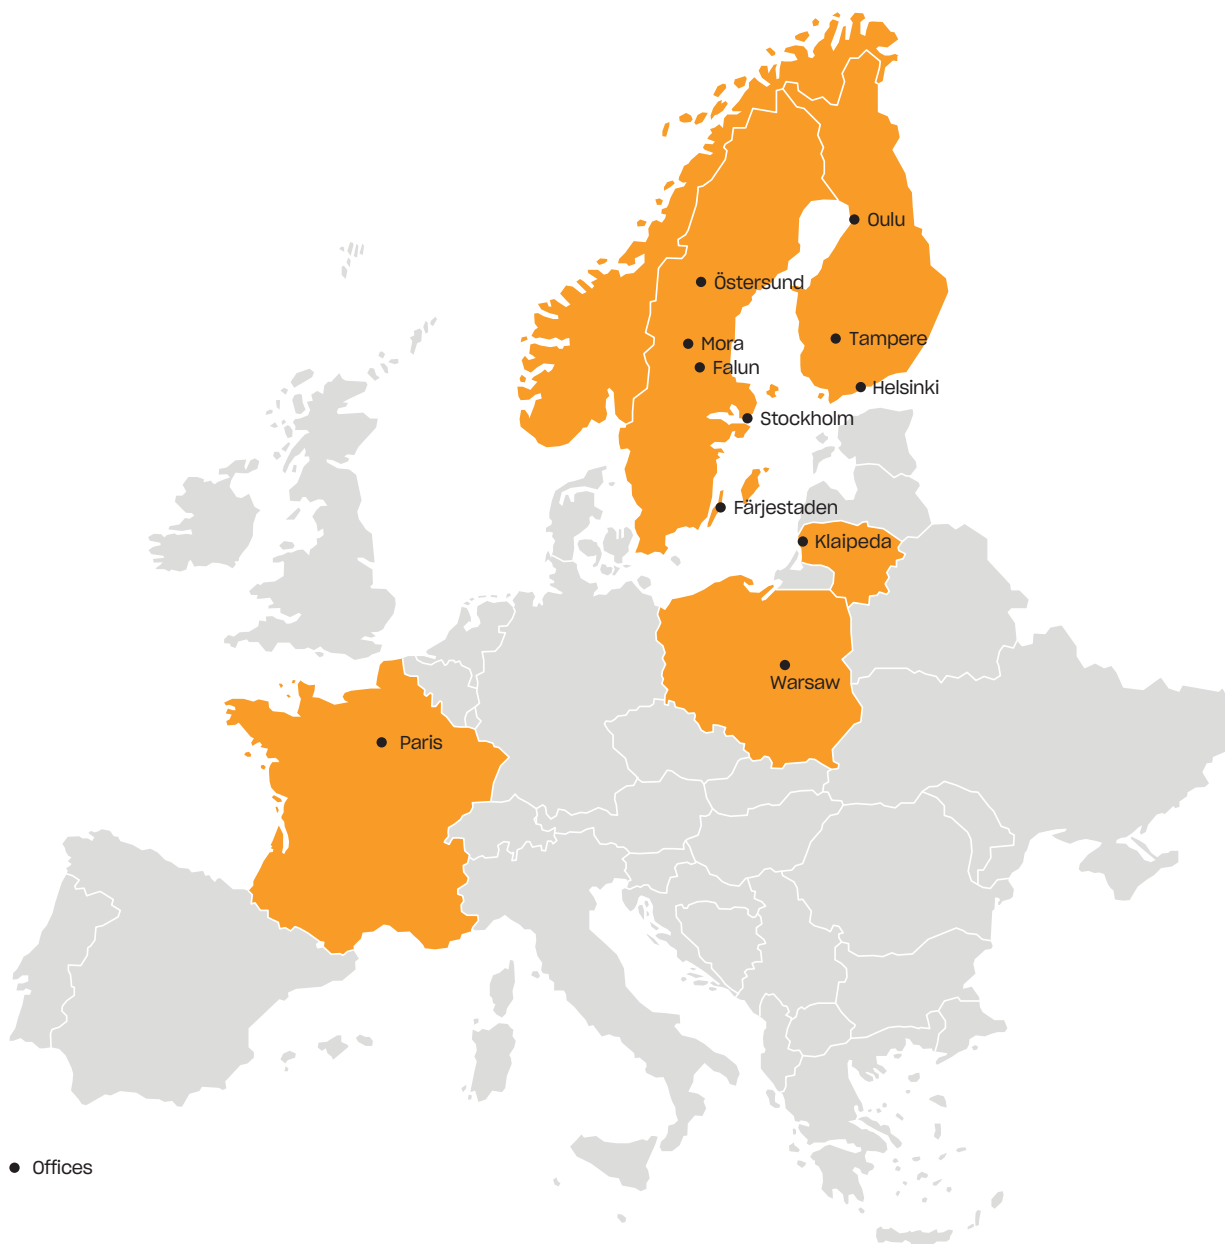 Oulu
Östersund
Tampere
Mora
Falun
Helsinki
Stockholm
Färjestaden
Klaipeda
Warsaw
Paris
Offices